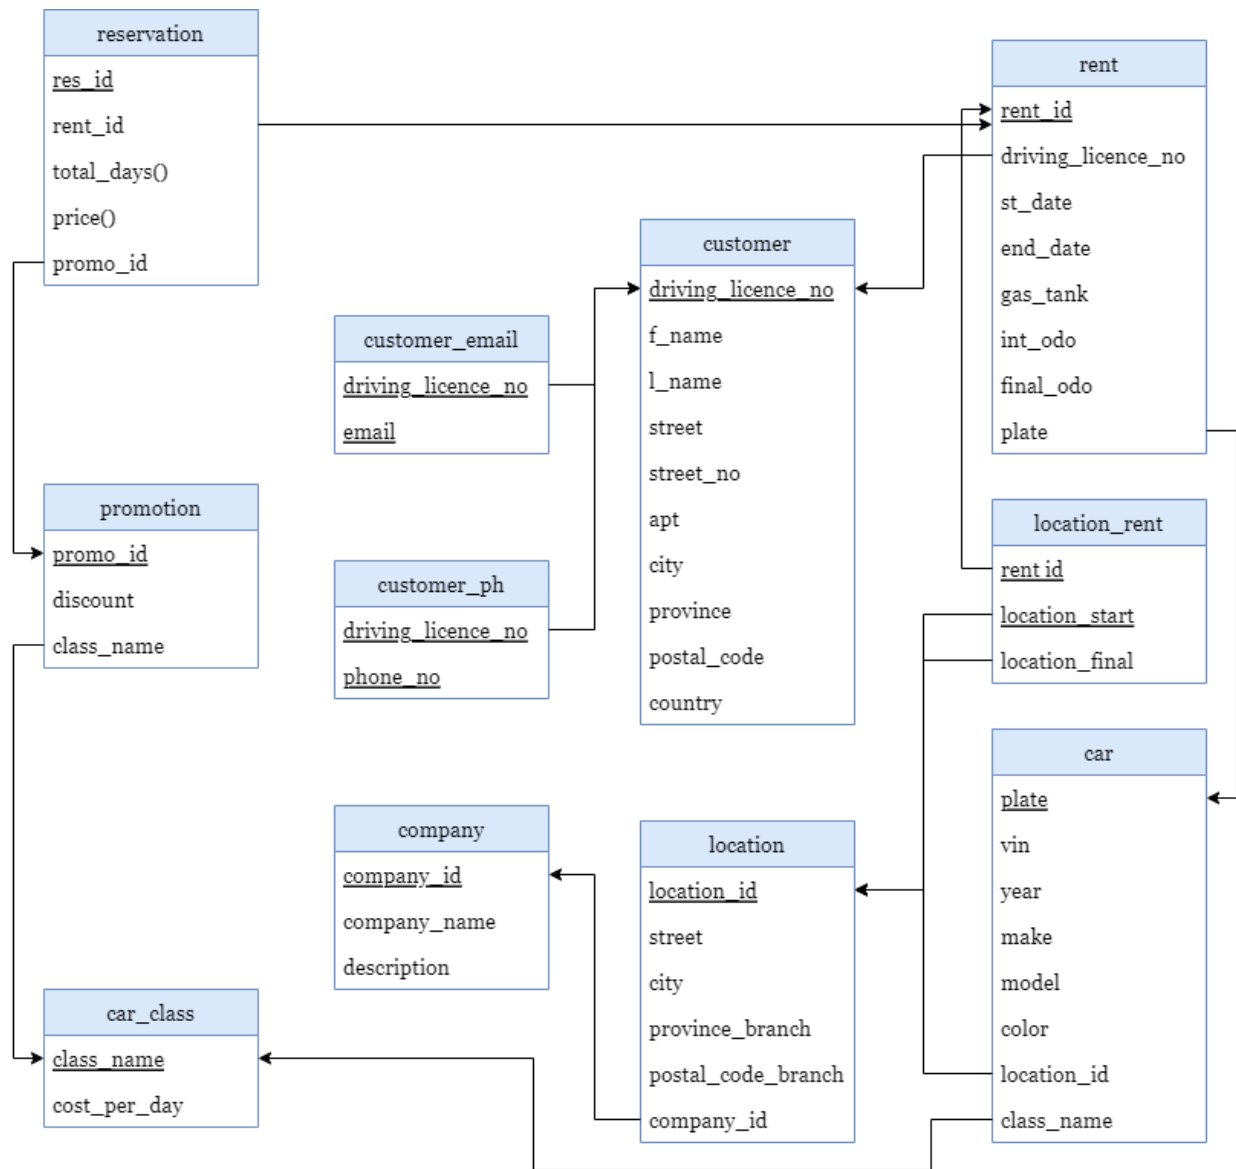 reservation
res_id
rent_id
total_days()
price()
promo_id
rent
rent_id
driving_licence_no
st_date
end_date
gas_tank
int_odo
final_odo
plate
customer
driving_licence_no
f_name
l_name
street
street_no
apt
city
province
postal_code
country
customer_email
driving_licence_no
email
promotion
promo_id
discount
class_name
customer_ph
driving_licence_no
phone_no
location_rent
rent id
location_start
location_final
car
plate
vin
year
make
model
color
location_id
class_name
company
company_id
company_name
description
location
location_id
street
city
province_branch
postal_code_branch
company_id
car_class
class_name
cost_per_day